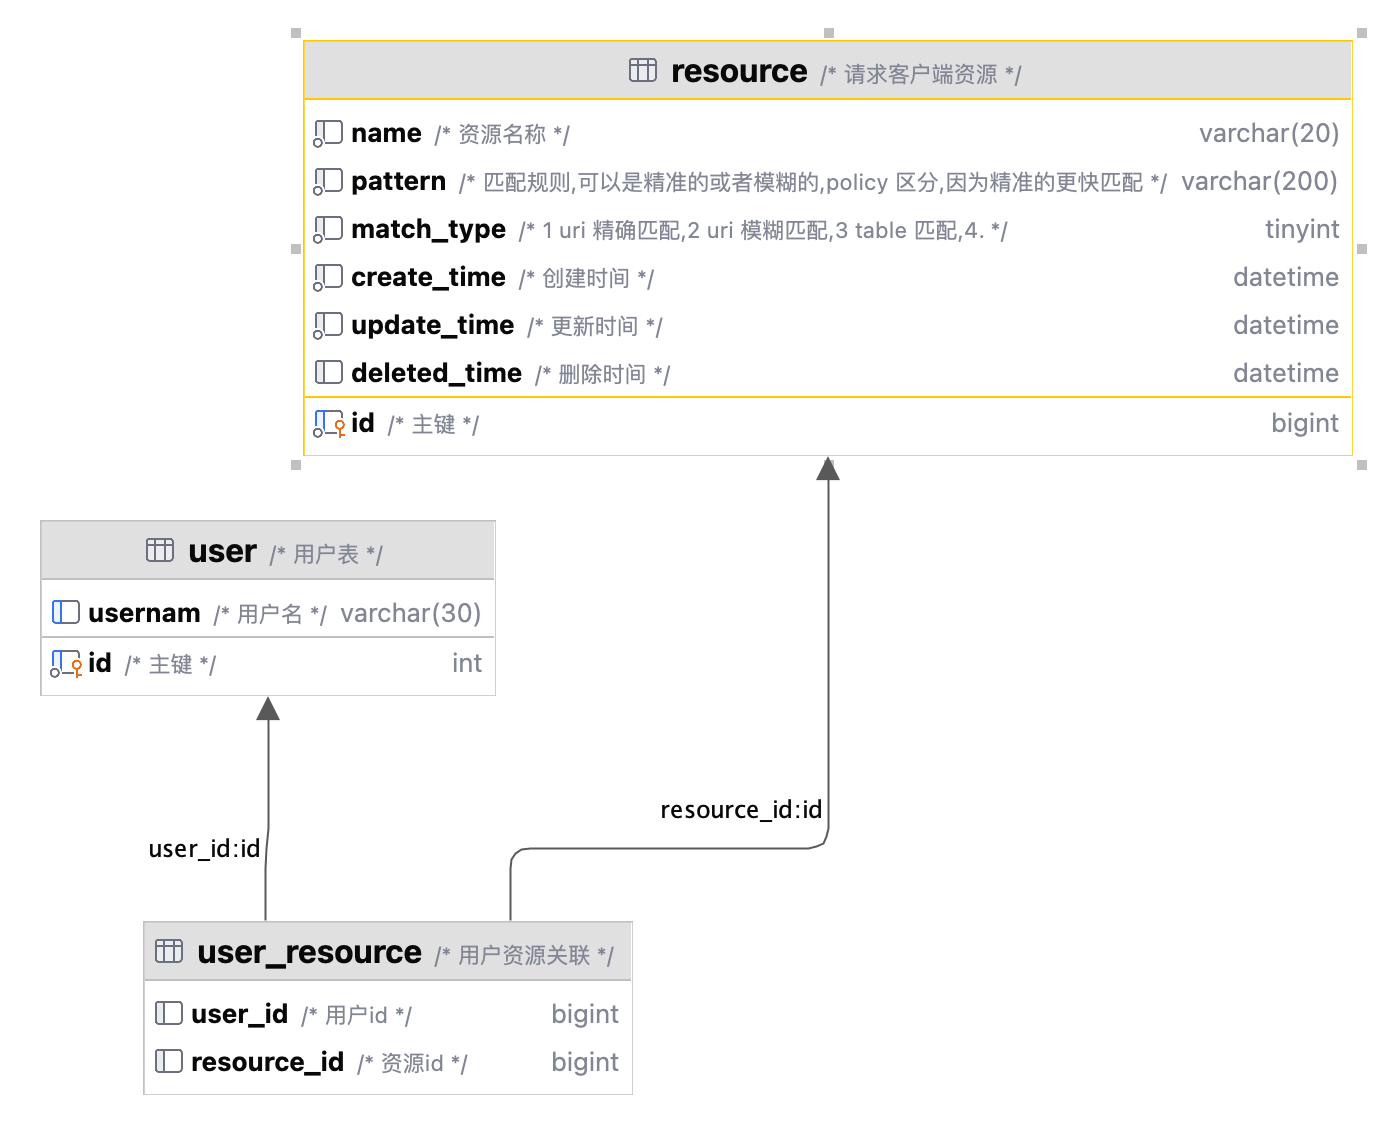 resource /* 请求客户端资源 */
name /* 资源名称 */ varchar(20)
pattern /* 匹配规则,可以是精准的或者模糊的,policy 区分,因为精准的更快匹配 */ varchar(200)
match_type /* 1 uri 精确匹配,2 uri 模糊匹配,3 table 匹配,4. */ tinyint
create_time /* 创建时间 */ datetime
update_time /* 更新时间 */ datetime
deleted_time /* 删除时间 */ datetime
id /* 主键 */ bigint
user /* 用户表 */
usernam /* 用户名 */ varchar(30)
id /* 主键 */ int
resource_id:id
user_id:id
user_resource /* 用户资源关联 */
user_id /* 用户id */ bigint
resource_id /* 资源id */ bigint